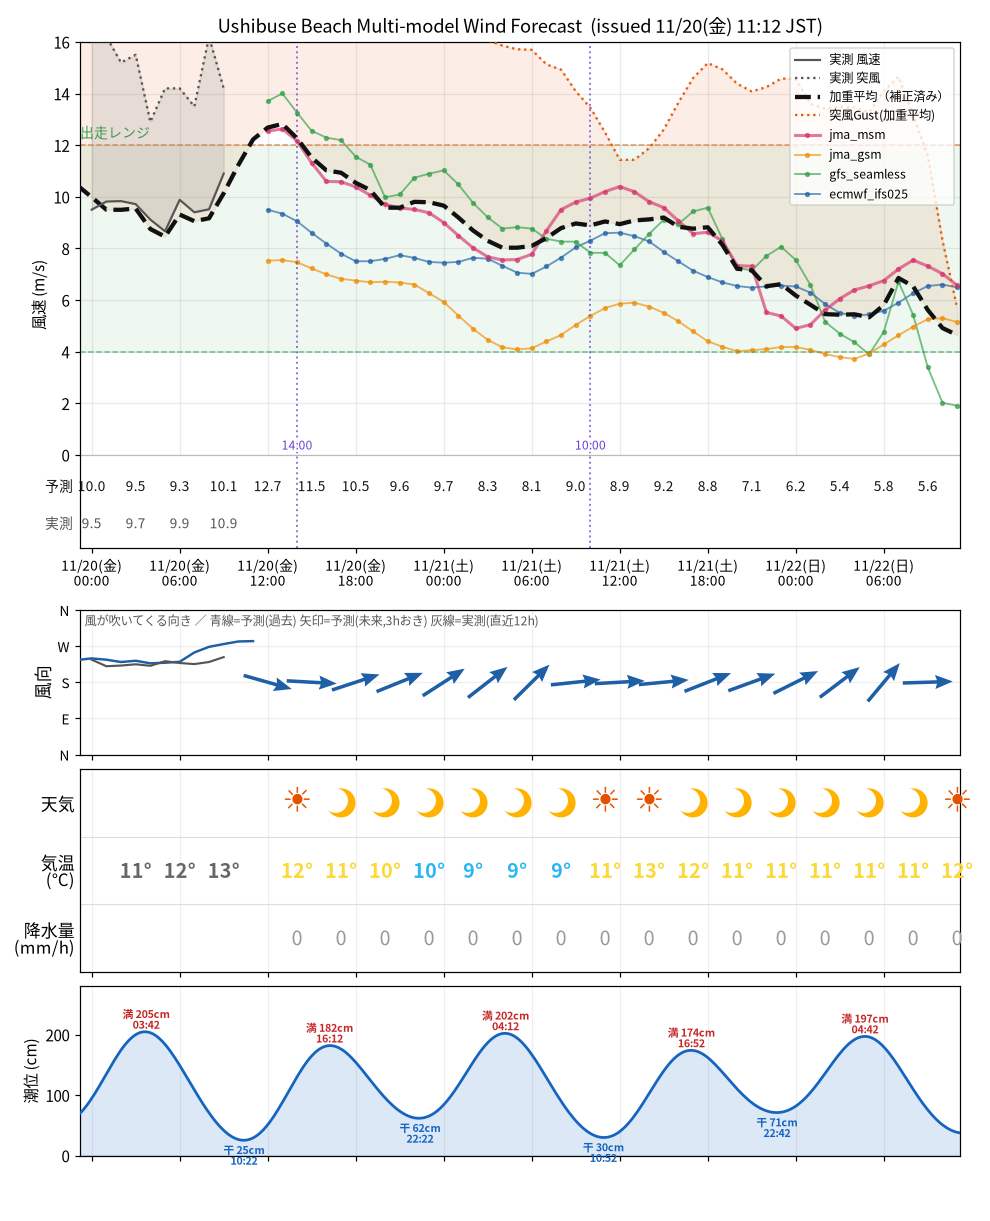 Ushibuse Beach Multi-model Wind Forecast (issued 11/20(金) 11:12 JST)
風速 (m/s)
16
14
12
10
8
6
4
2
0
出走レンジ
実測 風速
実測 突風
加重平均（補正済み）
突風Gust(加重平均)
jma_msm
jma_gsm
gfs_seamless
ecmwf_ifs025
14:00
10:00
予測 10.0 9.5 9.3 10.1 12.7 11.5 10.5 9.6 9.7 8.3 8.1 9.0 8.9 9.2 8.8 7.1 6.2 5.4 5.8 5.6
実測 9.5 9.7 9.9 10.9
11/20(金) 11/20(金) 11/20(金) 11/20(金) 11/21(土) 11/21(土) 11/21(土) 11/21(土) 11/22(日) 11/22(日)
00:00 06:00 12:00 18:00 00:00 06:00 12:00 18:00 00:00 06:00
風向
N
W
S
E
N
風が吹いてくる向き ／ 青線=予測(過去) 矢印=予測(未来,3hおき) 灰線=実測(直近12h)
天気
気温
(℃)
11° 12° 13° 12° 11° 10° 10° 9° 9° 9° 11° 13° 12° 11° 11° 11° 11° 11° 12°
降水量
(mm/h)
0 0 0 0 0 0 0 0 0 0 0 0 0 0 0 0
潮位 (cm)
200
100
0
満 205cm
03:42
満 182cm
16:12
満 202cm
04:12
満 174cm
16:52
満 197cm
04:42
干 25cm
10:22
干 62cm
22:22
干 30cm
10:52
干 71cm
22:42